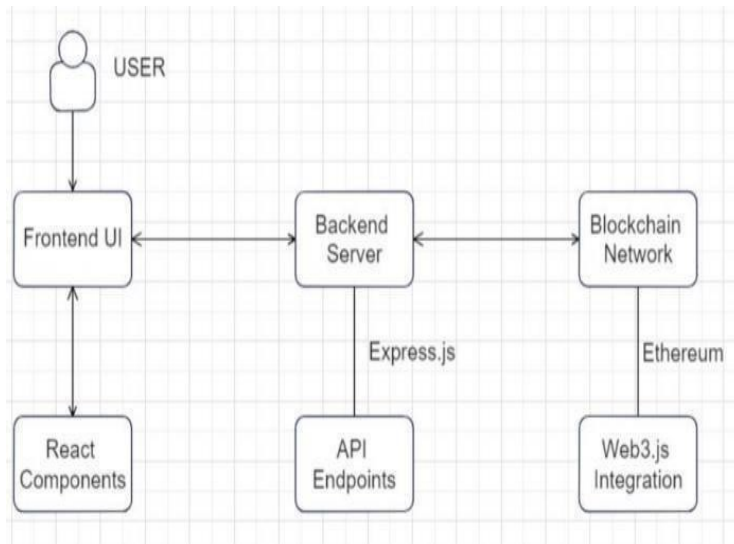 USER
Frontend UI
Backend
Server
Blockchain
Network
Express.js
Ethereum
React
Components
API
Endpoints
Web3.js
Integration